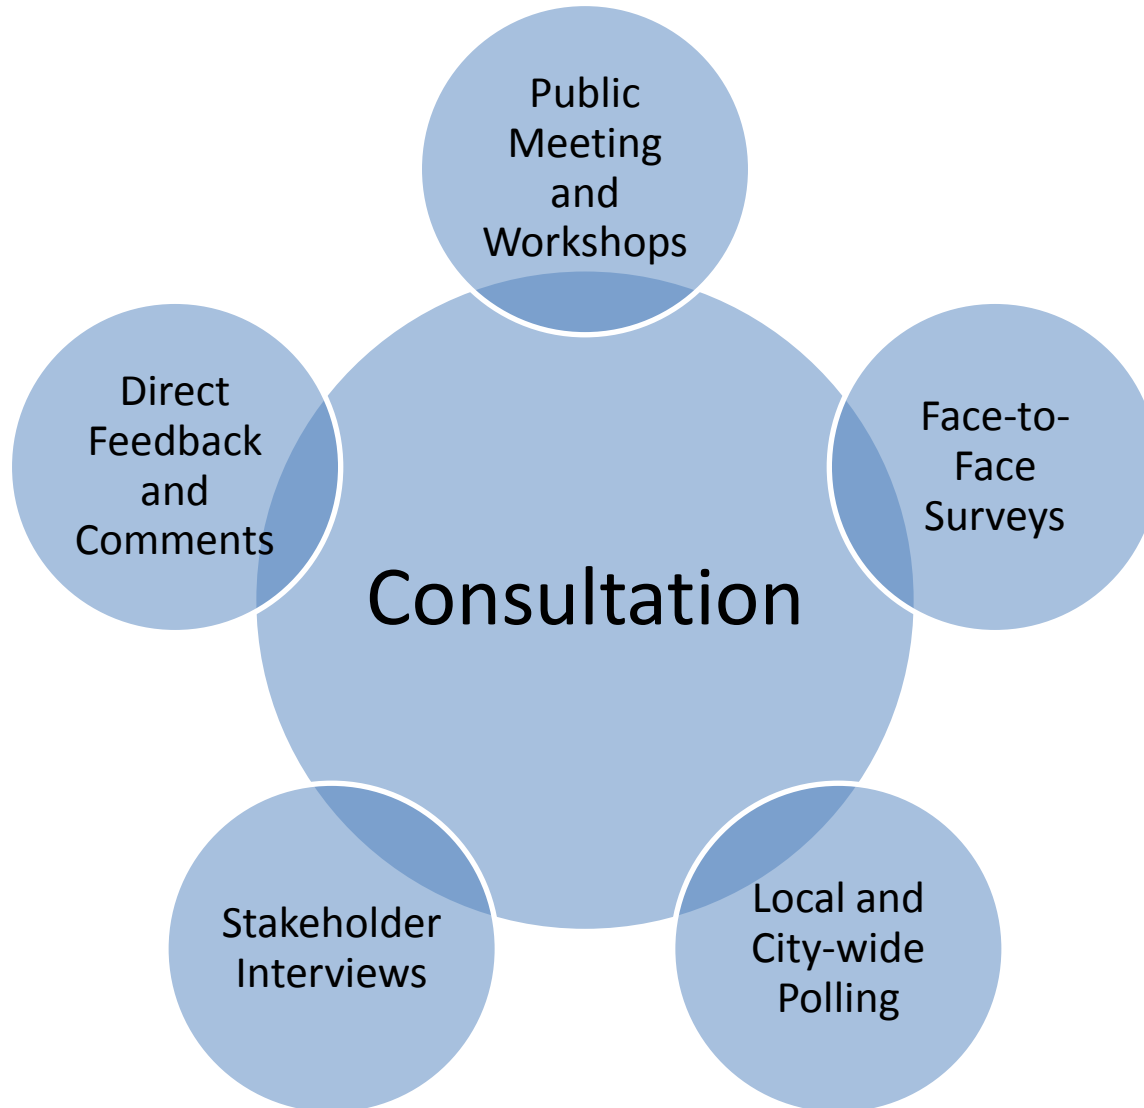 Public
Meeting
and
Workshops
Direct
Feedback
and
Comments
Face-to-
Face
Surveys
Consultation
Stakeholder
Interviews
Local and
City-wide
Polling